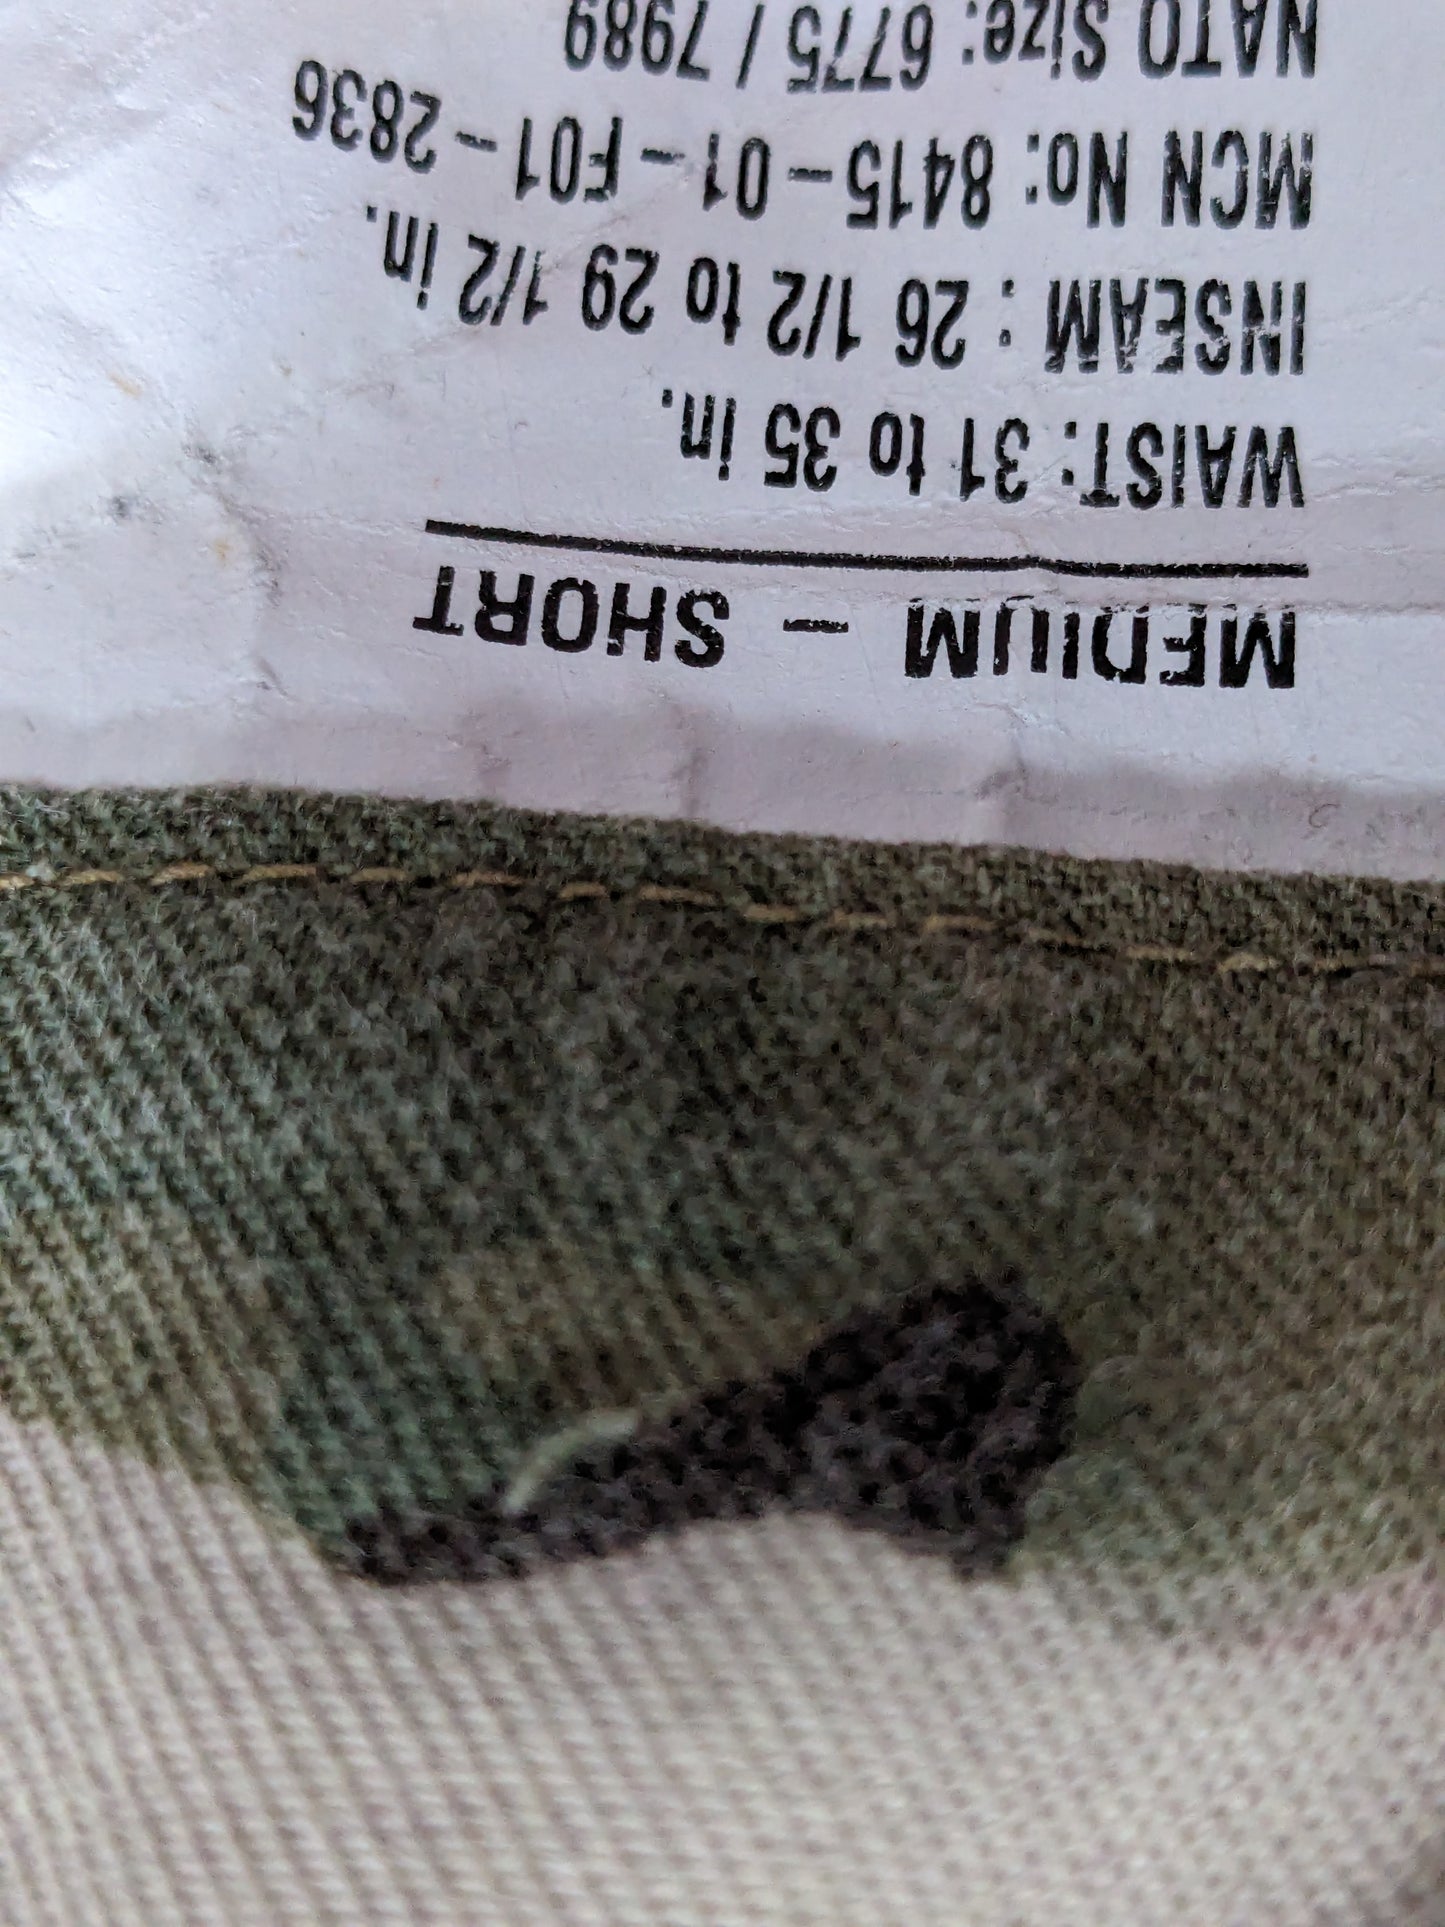 MEDIUM – SHORT
WAIST: 31 to 35 in.
INSEAM : 26 1/2 to 29 1/2 in.
MCN No: 8415–01–F01–2836
NATO Size: 6775 / 7989